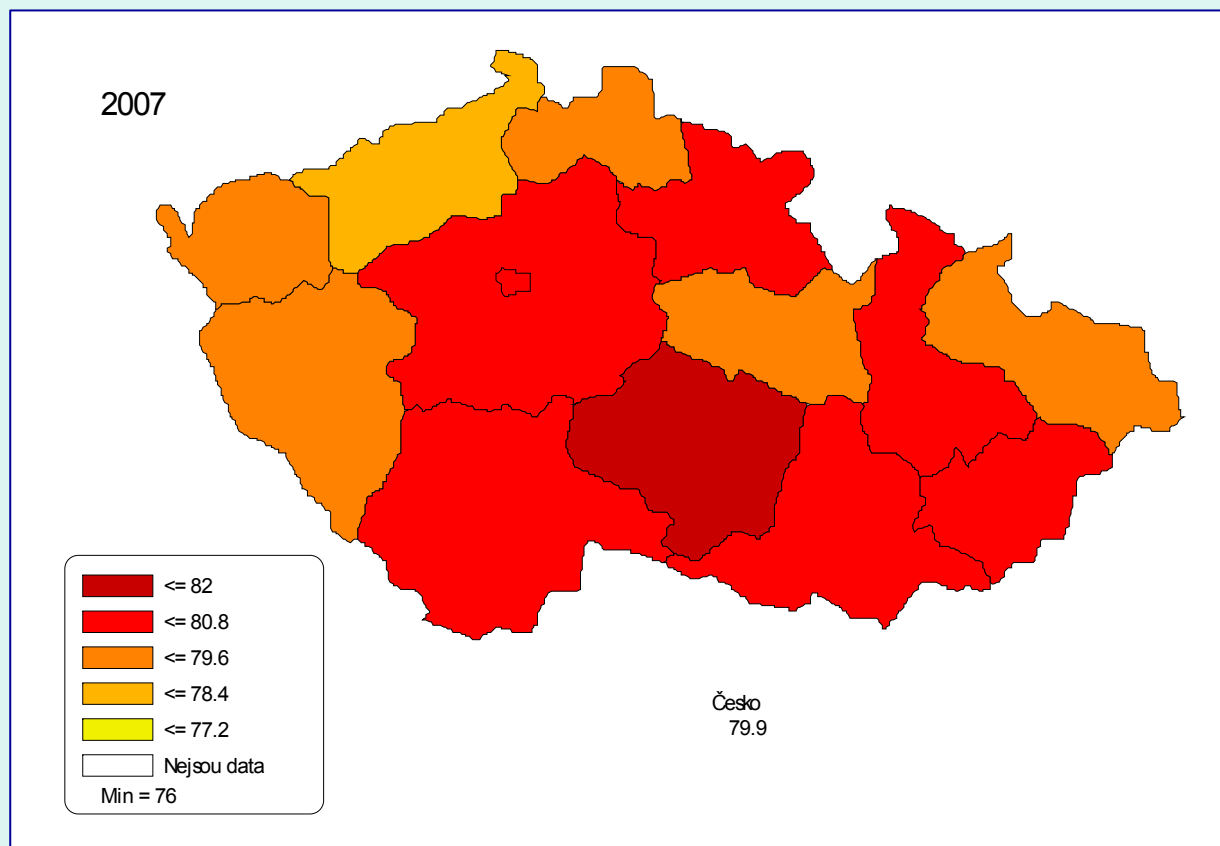 2007
<= 82
<= 80.8
<= 79.6
<= 78.4
<= 77.2
Nejsou data
Min = 76
Česko
79.9